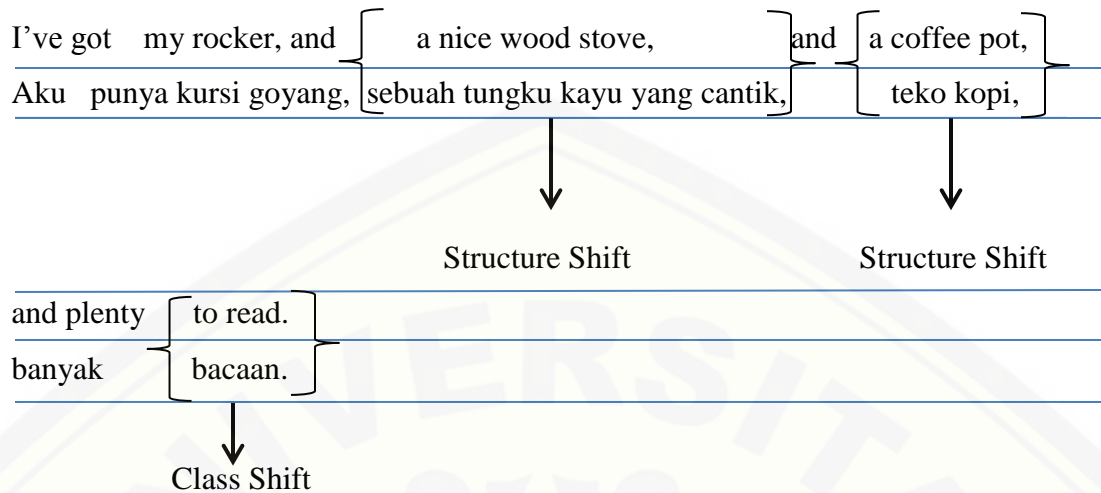 I’ve got my rocker, and a nice wood stove, and a coffee pot,
Aku punya kursi goyang, sebuah tungku kayu yang cantik, teko kopi,
Structure Shift Structure Shift
and plenty to read.
banyak bacaan.
Class Shift